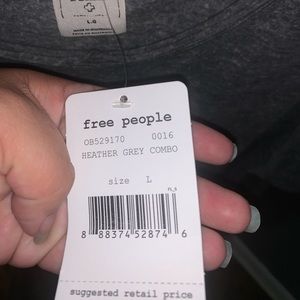 L.G
free people
OB529170 0016
HEATHER GREY COMBO
size L
8 88374 52874 6
suggested retail price